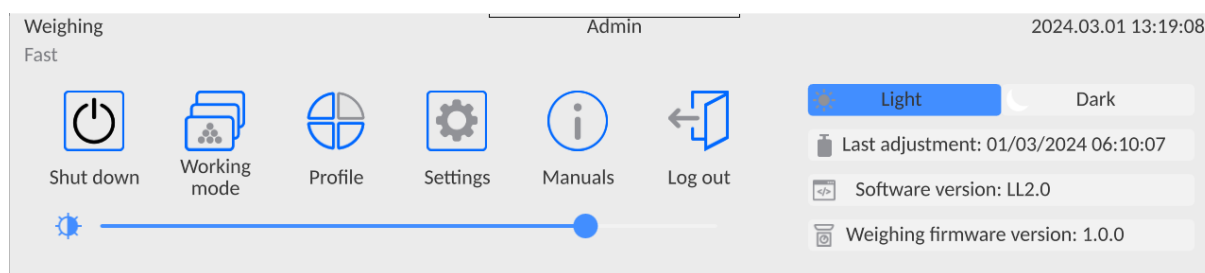 Weighing
Admin
2024.03.01 13:19:08
Fast
Shut down
Working
mode
Profile
Settings
Manuals
Log out
Light
Dark
Last adjustment: 01/03/2024 06:10:07
Software version: LL2.0
Weighing firmware version: 1.0.0